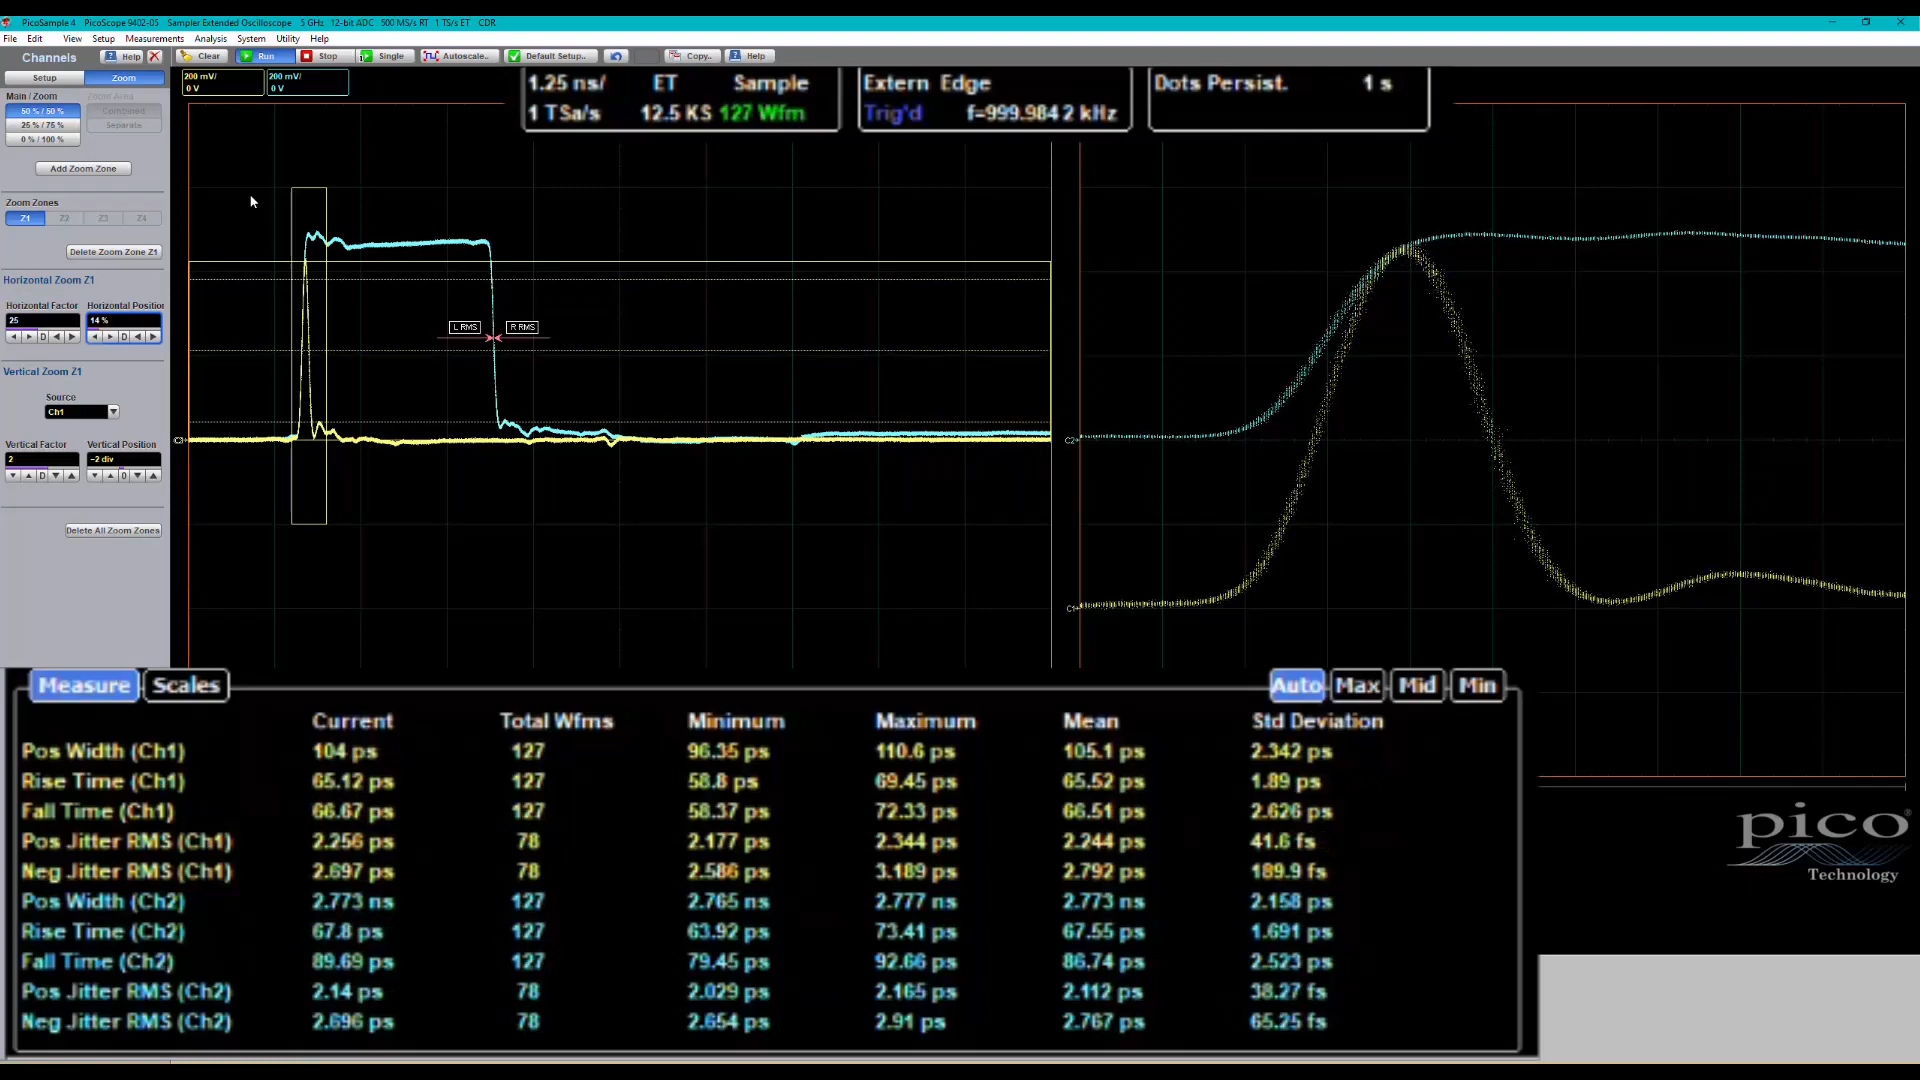 PicoSample 4    PicoScope 9402-05    Sampler Extended Oscilloscope    5 GHz    12-bit ADC    500 MS/s RT    1 TS/s ET    CDR
File Edit View Setup Measurements Analysis System Utility Help
Channels Help Clear Run Stop Single Autoscale.. Default Setup.. Copy.. Help
Setup Zoom
200 mV/ 200 mV/
0 V 0 V
1.25 ns/ ET Sample
1 TSa/s 12.5 KS 127 Wfm
Extern Edge
Trig'd f=999.984 2 kHz
Dots Persist. 1 s
Main / Zoom Zoom Area
50 % / 50 % Combined
25 % / 75 % Separate
0 % / 100 %
Add Zoom Zone
Zoom Zones
Z1 Z2 Z3 Z4
Delete Zoom Zone Z1
Horizontal Zoom Z1
Horizontal Factor Horizontal Position
25 14 %
D D
Vertical Zoom Z1
Source
Ch1
Vertical Factor Vertical Position
2 -2 div
D 0
Delete All Zoom Zones
L RMS R RMS
C2
C1
Measure Scales Auto Max Mid Min
Current Total Wfms Minimum Maximum Mean Std Deviation
Pos Width (Ch1) 104 ps 127 96.35 ps 110.6 ps 105.1 ps 2.342 ps
Rise Time (Ch1) 65.12 ps 127 58.8 ps 69.45 ps 65.52 ps 1.89 ps
Fall Time (Ch1) 66.67 ps 127 58.37 ps 72.33 ps 66.51 ps 2.626 ps
Pos Jitter RMS (Ch1) 2.256 ps 78 2.177 ps 2.344 ps 2.244 ps 41.6 fs
Neg Jitter RMS (Ch1) 2.697 ps 78 2.586 ps 3.189 ps 2.792 ps 189.9 fs
Pos Width (Ch2) 2.773 ns 127 2.765 ns 2.777 ns 2.773 ns 2.158 ps
Rise Time (Ch2) 67.8 ps 127 63.92 ps 73.41 ps 67.55 ps 1.691 ps
Fall Time (Ch2) 89.69 ps 127 79.45 ps 92.66 ps 86.74 ps 2.523 ps
Pos Jitter RMS (Ch2) 2.14 ps 78 2.029 ps 2.165 ps 2.112 ps 38.27 fs
Neg Jitter RMS (Ch2) 2.696 ps 78 2.654 ps 2.91 ps 2.767 ps 65.25 fs
pico®
Technology